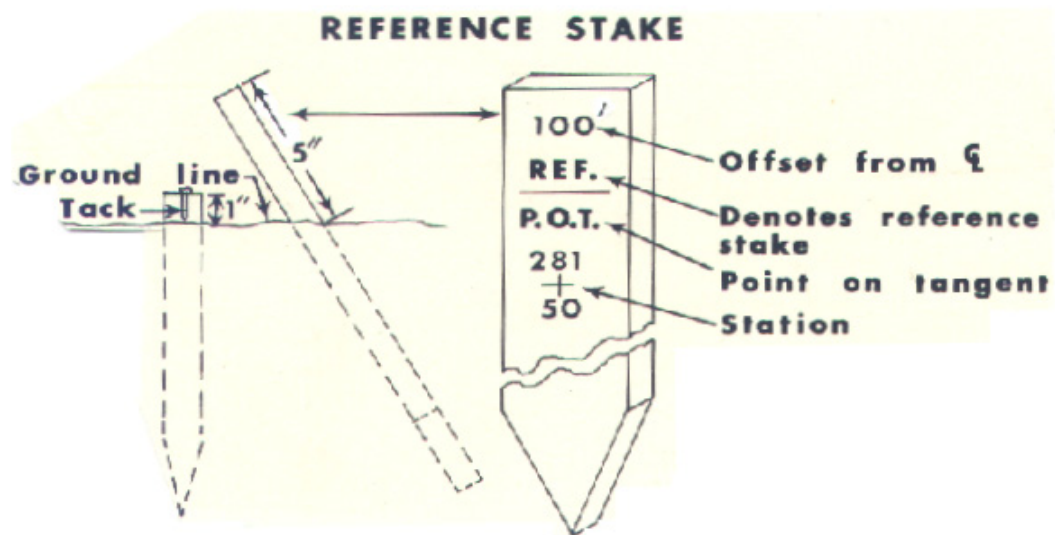 REFERENCE STAKE
5"
Ground line
Tack
1"
100'
REF.
P.O.T.
281
+
50
Offset from ℄
Denotes reference
stake
Point on tangent
Station